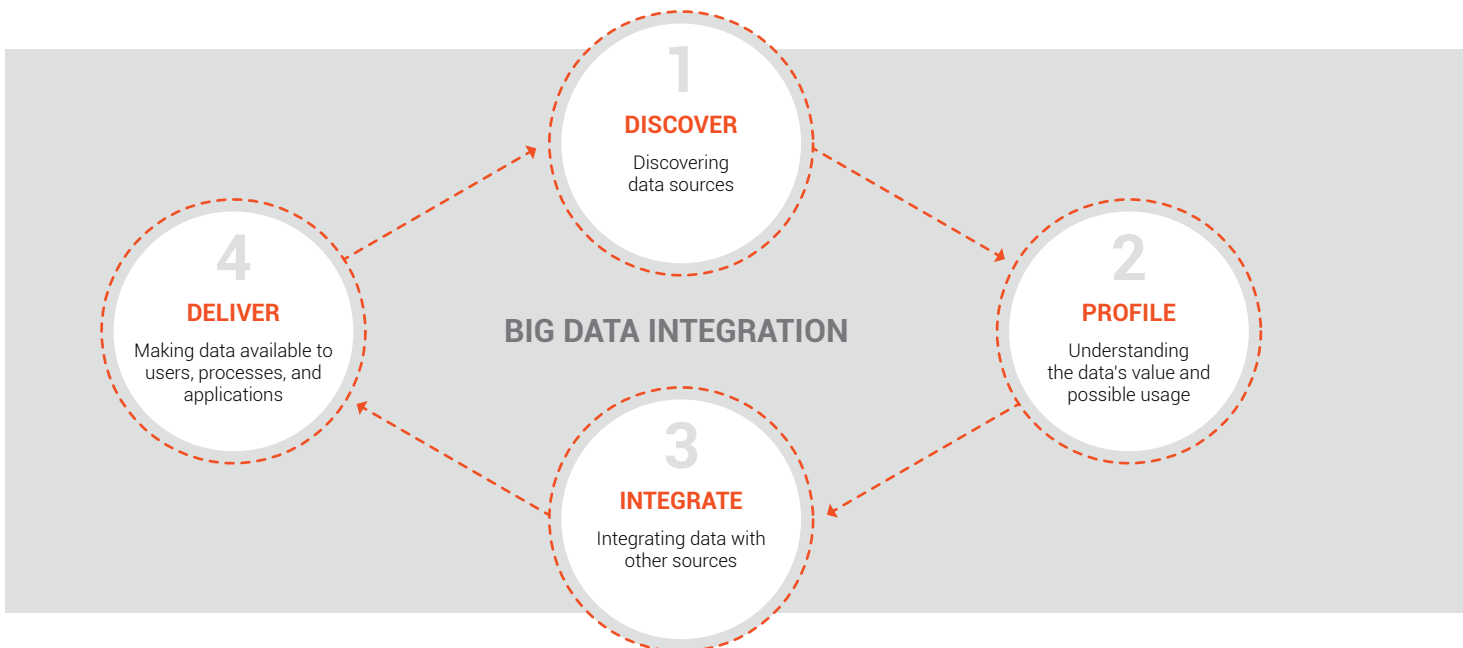 1
DISCOVER
Discovering
data sources
2
PROFILE
Understanding
the data's value and
possible usage
BIG DATA INTEGRATION
3
INTEGRATE
Integrating data with
other sources
4
DELIVER
Making data available to
users, processes, and
applications